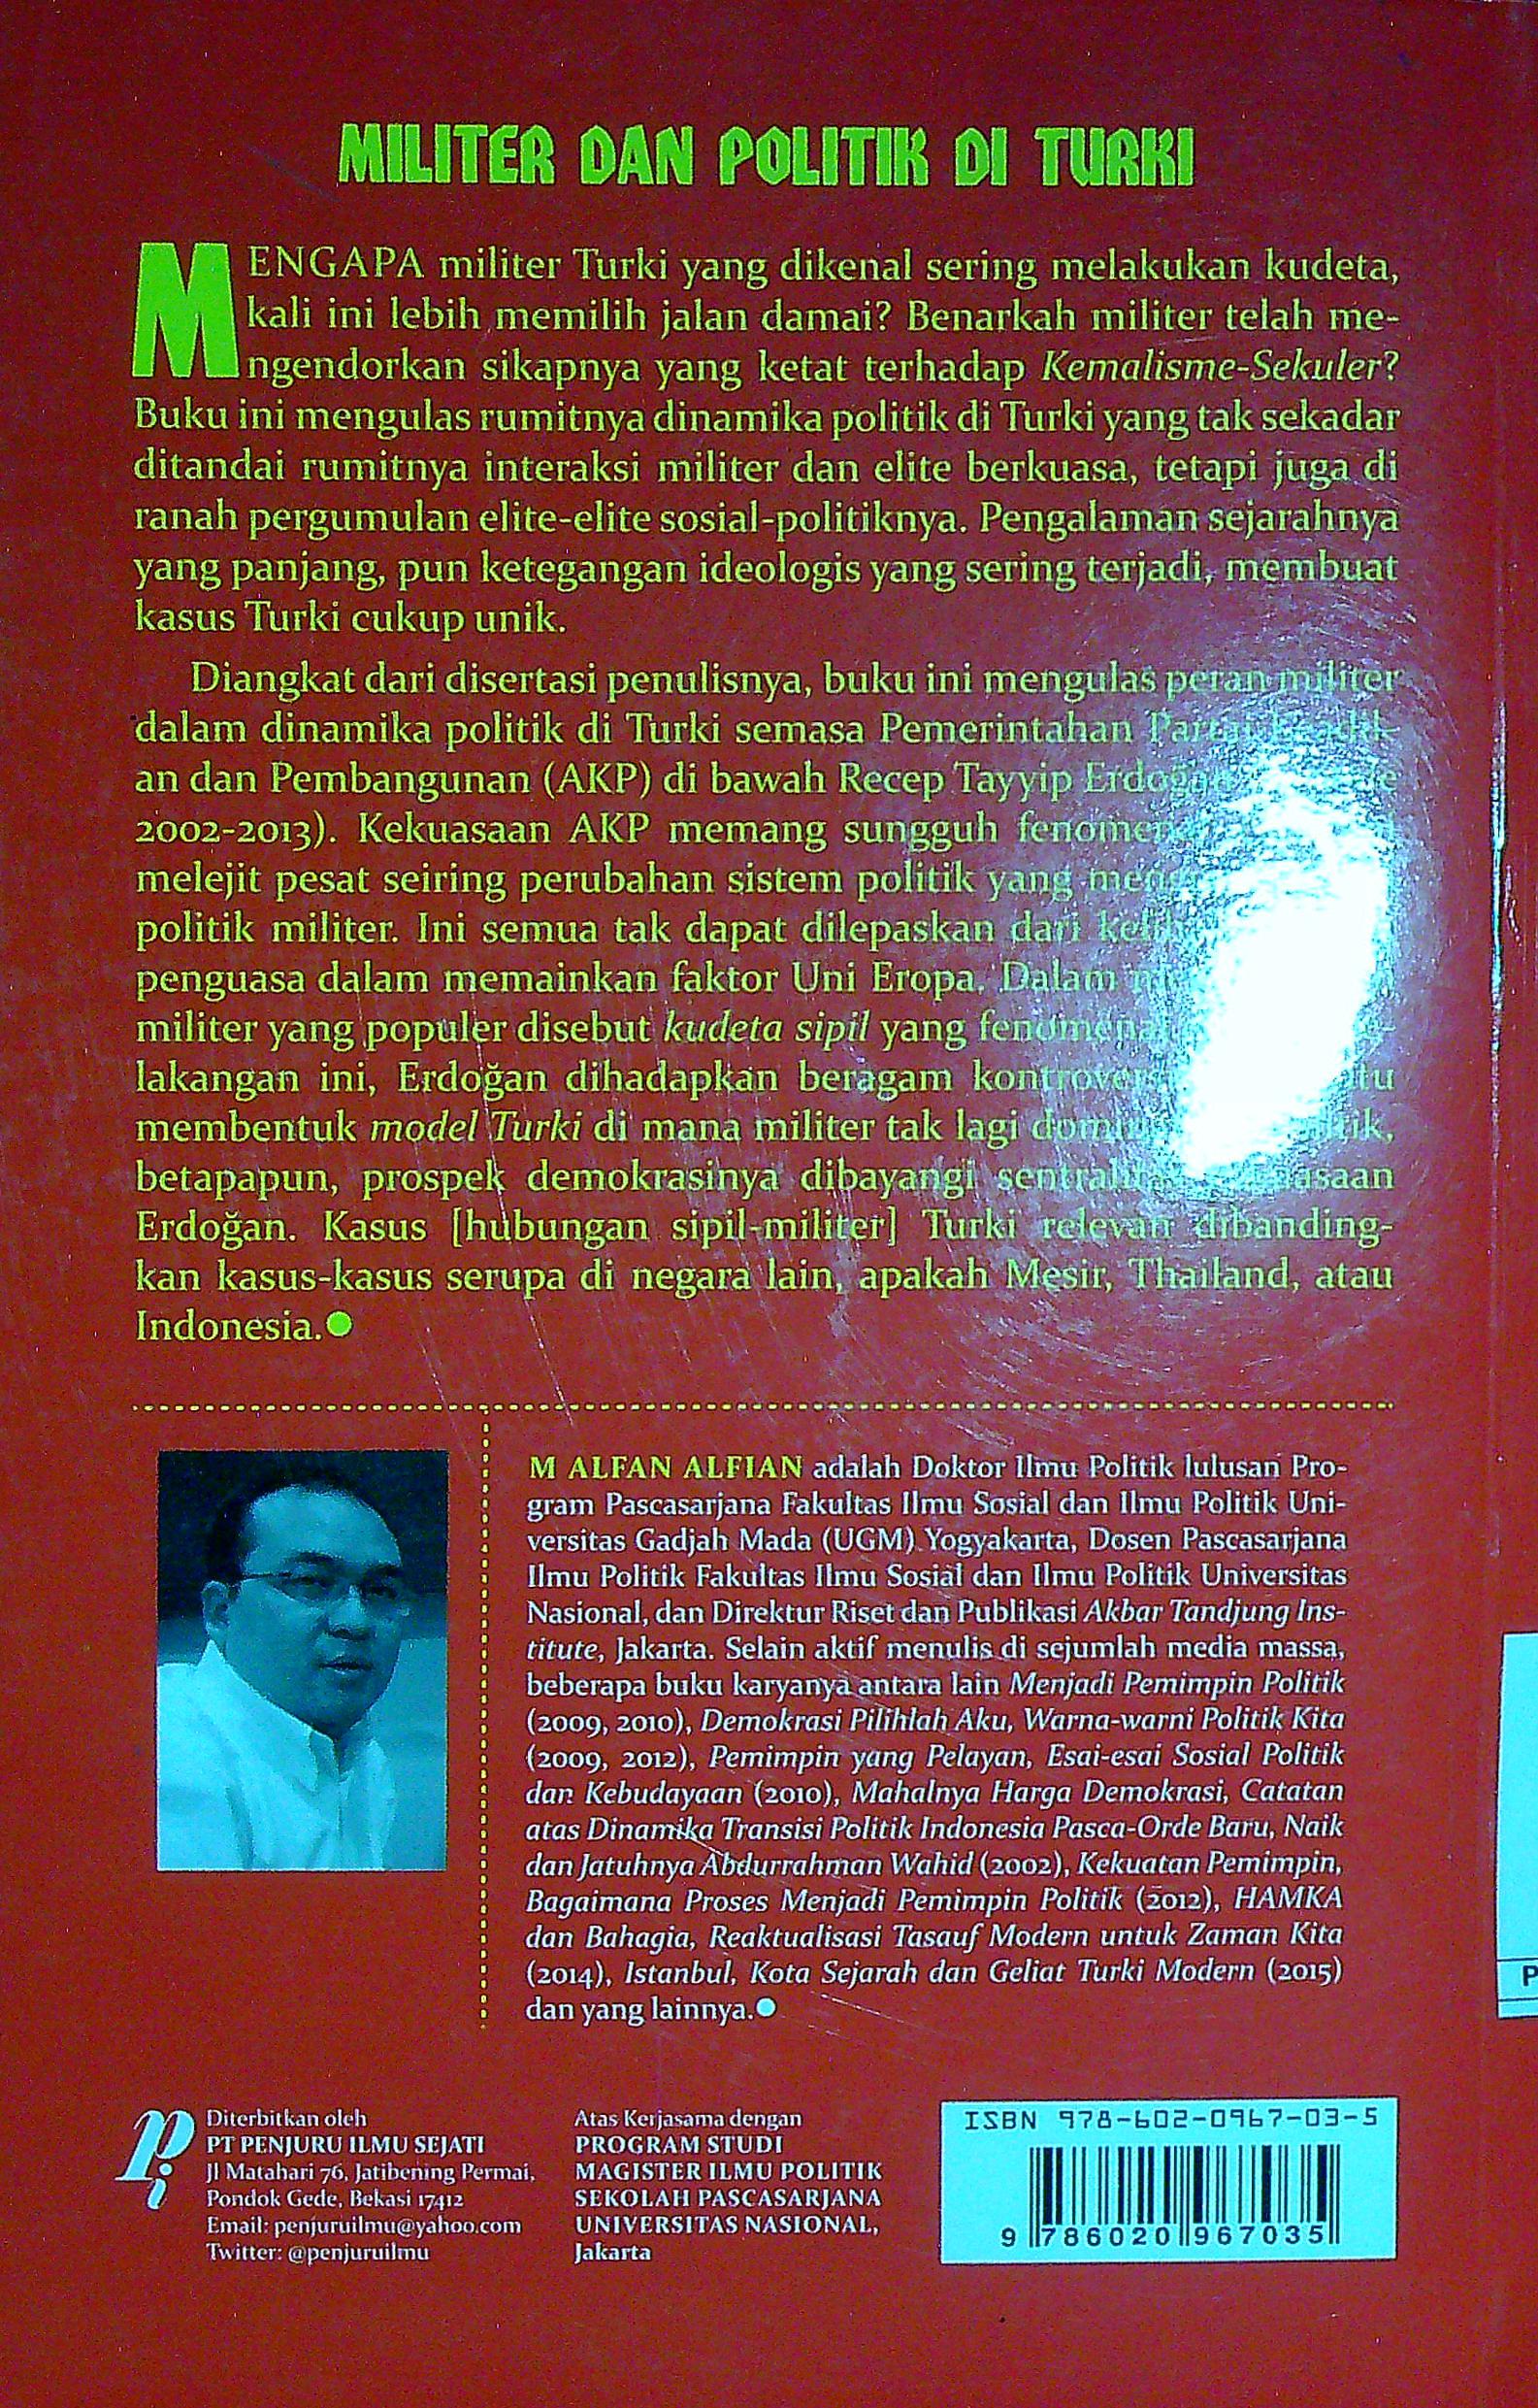 MILITER DAN POLITIK DI TURKI
MENGAPA militer Turki yang dikenal sering melakukan kudeta,
kali ini lebih memilih jalan damai? Benarkah militer telah me-
ngendorkan sikapnya yang ketat terhadap Kemalisme-Sekuler?
Buku ini mengulas rumitnya dinamika politik di Turki yang tak sekadar
ditandai rumitnya interaksi militer dan elite berkuasa, tetapi juga di
ranah pergumulan elite-elite sosial-politiknya. Pengalaman sejarahnya
yang panjang, pun ketegangan ideologis yang sering terjadi, membuat
kasus Turki cukup unik.
Diangkat dari disertasi penulisnya, buku ini mengulas peran militer
dalam dinamika politik di Turki semasa Pemerintahan
an dan Pembangunan (AKP) di bawah Recep Tayyip
2002-2013). Kekuasaan AKP memang sungguh
melejit pesat seiring perubahan sistem politik yang
politik militer. Ini semua tak dapat dilepaskan dari
penguasa dalam memainkan faktor Uni Eropa. Dalam
militer yang populer disebut kudeta sipil yang
lakangan ini, Erdoğan dihadapkan beragam
membentuk model Turki di mana militer tak lagi
betapapun, prospek demokrasinya dibayangi
Erdoğan. Kasus [hubungan sipil-militer] Turki relevan dibanding-
kan kasus-kasus serupa di negara lain, apakah Mesir, Thailand, atau
Indonesia.●
M ALFAN ALFIAN adalah Doktor Ilmu Politik lulusan Pro-
gram Pascasarjana Fakultas Ilmu Sosial dan Ilmu Politik Uni-
versitas Gadjah Mada (UGM) Yogyakarta, Dosen Pascasarjana
Ilmu Politik Fakultas Ilmu Sosial dan Ilmu Politik Universitas
Nasional, dan Direktur Riset dan Publikasi Akbar Tandjung Ins-
titute, Jakarta. Selain aktif menulis di sejumlah media massa,
beberapa buku karyanya antara lain Menjadi Pemimpin Politik
(2009, 2010), Demokrasi Pilihlah Aku, Warna-warni Politik Kita
(2009, 2012), Pemimpin yang Pelayan, Esai-esai Sosial Politik
dan Kebudayaan (2010), Mahalnya Harga Demokrasi, Catatan
atas Dinamika Transisi Politik Indonesia Pasca-Orde Baru, Naik
dan Jatuhnya Abdurrahman Wahid (2002), Kekuatan Pemimpin,
Bagaimana Proses Menjadi Pemimpin Politik (2012), HAMKA
dan Bahagia, Reaktualisasi Tasauf Modern untuk Zaman Kita
(2014), Istanbul, Kota Sejarah dan Geliat Turki Modern (2015)
dan yang lainnya.●
Diterbitkan oleh
PT PENJURU ILMU SEJATI
Jl Matahari 76, Jatibening Permai,
Pondok Gede, Bekasi 17412
Email: penjuruilmu@yahoo.com
Twitter: @penjuruilmu
Atas Kerjasama dengan
PROGRAM STUDI
MAGISTER ILMU POLITIK
SEKOLAH PASCASARJANA
UNIVERSITAS NASIONAL,
Jakarta
ISBN 978-602-0967-03-5
9 786020 967035
P